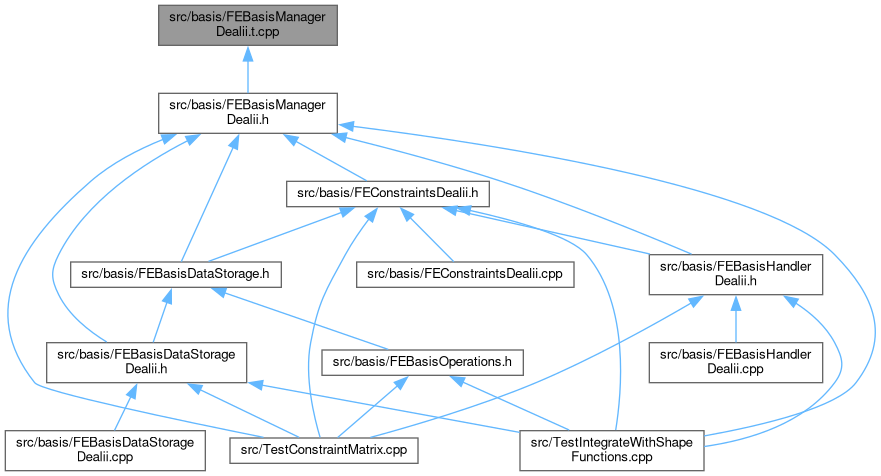 src/basis/FEBasisManager
Dealii.t.cpp
src/basis/FEBasisManager
Dealii.h
src/basis/FEConstraintsDealii.h
src/basis/FEBasisDataStorage.h
src/basis/FEConstraintsDealii.cpp
src/basis/FEBasisHandler
Dealii.h
src/basis/FEBasisDataStorage
Dealii.h
src/basis/FEBasisOperations.h
src/basis/FEBasisHandler
Dealii.cpp
src/basis/FEBasisDataStorage
Dealii.cpp
src/TestConstraintMatrix.cpp
src/TestIntegrateWithShape
Functions.cpp